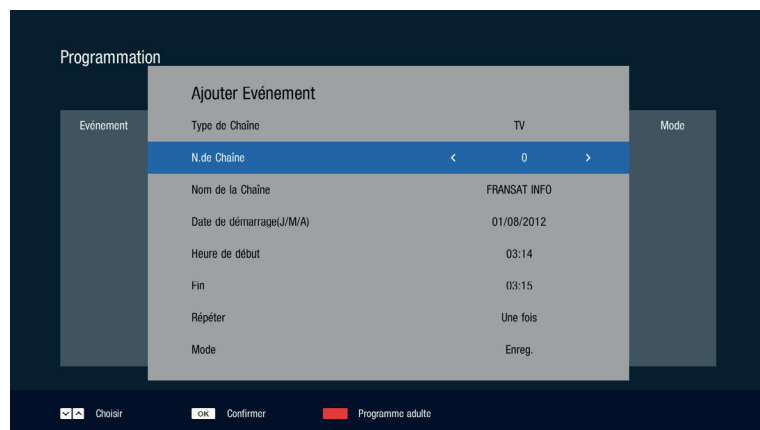 Programmation
Ajouter Evénement
Evénement
Mode
Type de Chaîne TV
N.de Chaîne < 0 >
Nom de la Chaîne FRANSAT INFO
Date de démarrage(J/M/A) 01/08/2012
Heure de début 03:14
Fin 03:15
Répéter Une fois
Mode Enreg.
Choisir OK Confirmer Programme adulte